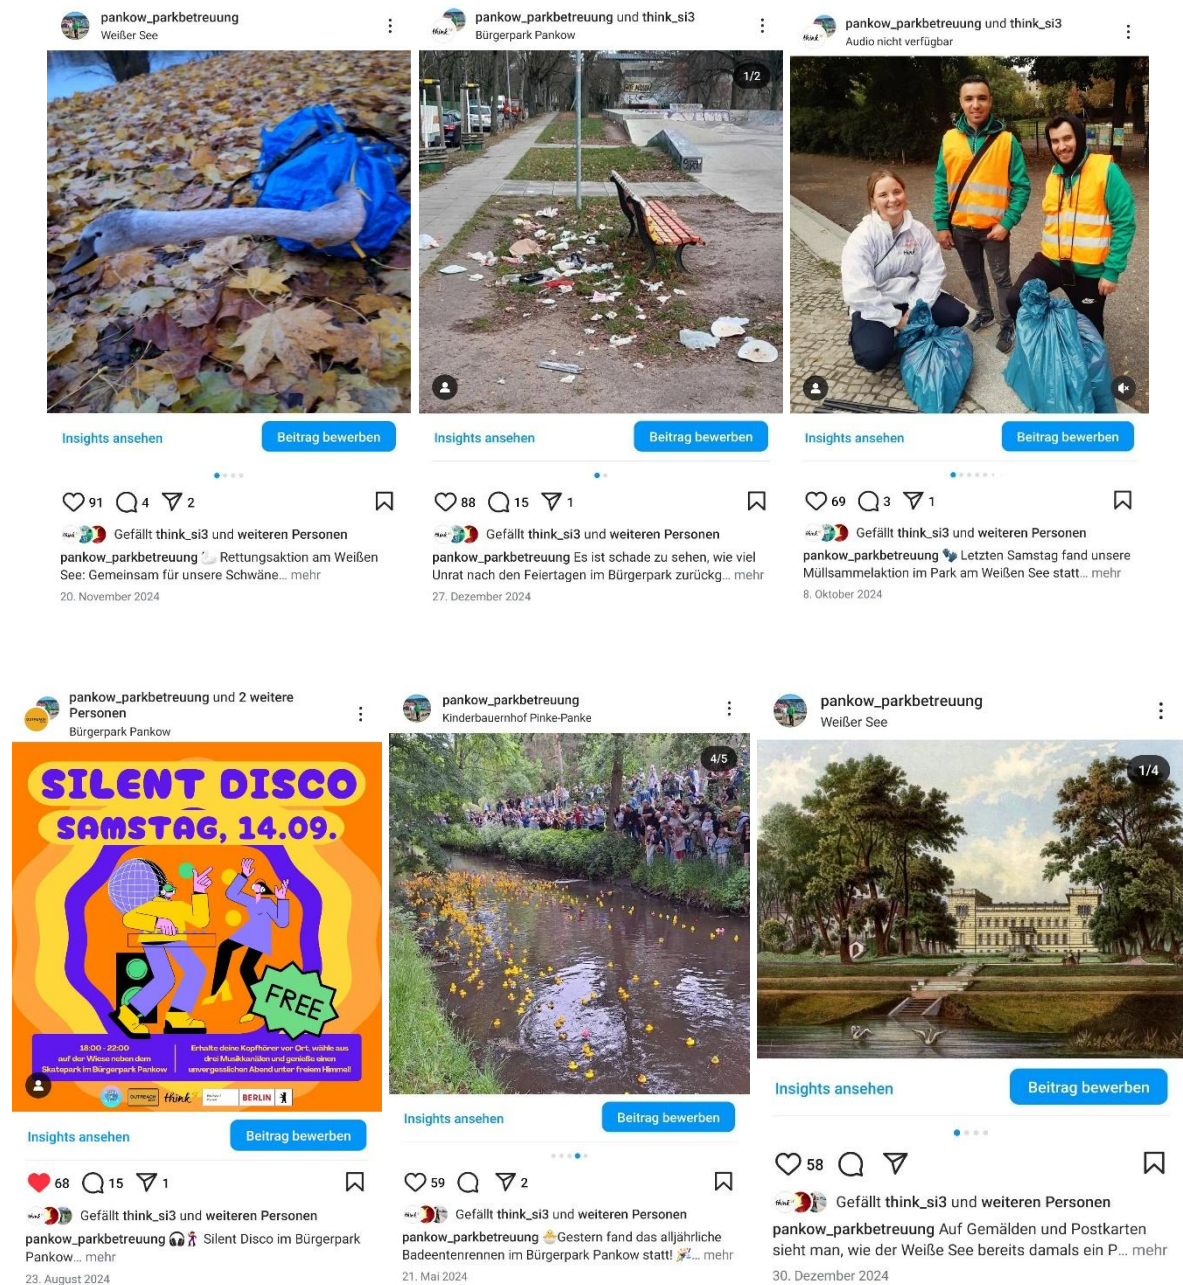 pankow_parkbetreuung
Weißer See
Insights ansehen
Beitrag bewerben
91 4 2
Gefällt think_si3 und weiteren Personen
pankow_parkbetreuung 🦢 Rettungsaktion am Weißen
See: Gemeinsam für unsere Schwäne... mehr
20. November 2024
think
pankow_parkbetreuung und think_si3
Bürgerpark Pankow
1/2
Insights ansehen
Beitrag bewerben
88 15 1
Gefällt think_si3 und weiteren Personen
pankow_parkbetreuung Es ist schade zu sehen, wie viel
Unrat nach den Feiertagen im Bürgerpark zurückg... mehr
27. Dezember 2024
think
pankow_parkbetreuung und think_si3
Audio nicht verfügbar
Insights ansehen
Beitrag bewerben
69 3 1
Gefällt think_si3 und weiteren Personen
pankow_parkbetreuung 🧤 Letzten Samstag fand unsere
Müllsammelaktion im Park am Weißen See statt... mehr
8. Oktober 2024
pankow_parkbetreuung und 2 weitere
Personen
Bürgerpark Pankow
SILENT DISCO
SAMSTAG, 14.09.
FREE
18:00 - 22:00
auf der Wiese neben dem
Skatepark im Bürgerpark Pankow
Erhalte deine Kopfhörer vor Ort, wähle aus
drei Musikkanälen und genieße einen
unvergesslichen Abend unter freiem Himmel!
OUTREACH
think
BERLIN
Insights ansehen
Beitrag bewerben
68 15 1
Gefällt think_si3 und weiteren Personen
pankow_parkbetreuung 🎧🕺 Silent Disco im Bürgerpark
Pankow... mehr
23. August 2024
pankow_parkbetreuung
Kinderbauernhof Pinke-Panke
4/5
Insights ansehen
Beitrag bewerben
59 2
Gefällt think_si3 und weiteren Personen
pankow_parkbetreuung 🐣Gestern fand das alljährliche
Badeentenrennen im Bürgerpark Pankow statt! 🎉... mehr
21. Mai 2024
pankow_parkbetreuung
Weißer See
1/4
Insights ansehen
Beitrag bewerben
58
Gefällt think_si3 und weiteren Personen
pankow_parkbetreuung Auf Gemälden und Postkarten
sieht man, wie der Weiße See bereits damals ein P... mehr
30. Dezember 2024